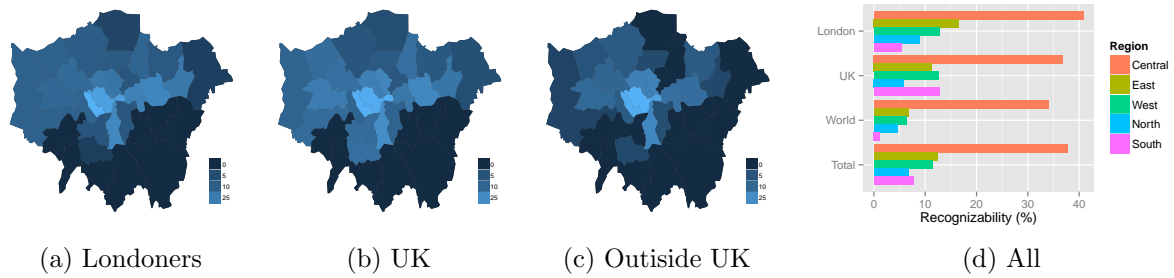 0
5
10
25
(a) Londoners
0
5
10
25
(b) UK
0
5
10
25
(c) Outiside UK
London
UK
World
Total
0 10 20 30 40
Recognizability (%)
Region
Central
East
West
North
South
(d) All